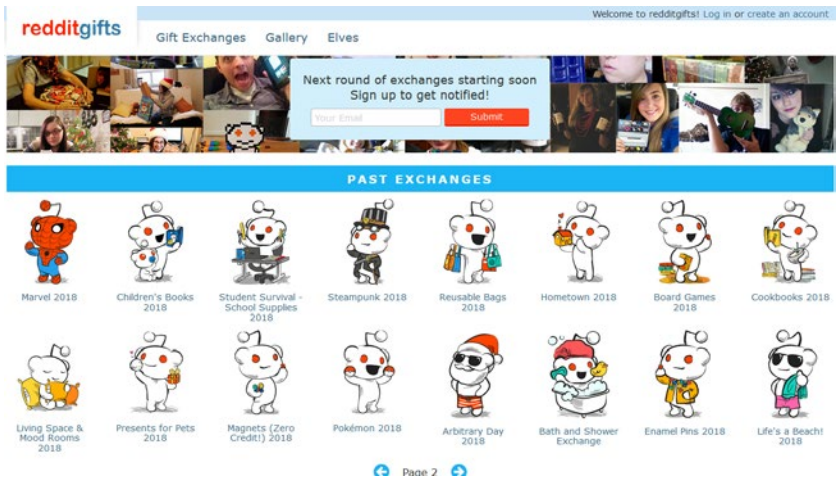 Welcome to redditgifts! Log in or create an account
redditgifts
Gift Exchanges Gallery Elves
Next round of exchanges starting soon
Sign up to get notified!
Your Email Submit
PAST EXCHANGES
Marvel 2018
Children's Books
2018
Student Survival -
School Supplies
2018
Steampunk 2018
Reusable Bags
2018
Hometown 2018
Board Games
2018
Cookbooks 2018
Living Space &
Mood Rooms
2018
Presents for Pets
2018
Magnets (Zero
Credit!) 2018
Pokémon 2018
Arbitrary Day
2018
Bath and Shower
Exchange
Enamel Pins 2018
Life's a Beach!
2018
Page 2